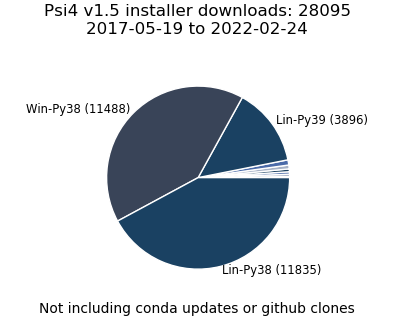 Psi4 v1.5 installer downloads: 28095
2017-05-19 to 2022-02-24
Win-Py38 (11488)
Lin-Py39 (3896)
Lin-Py38 (11835)
Not including conda updates or github clones